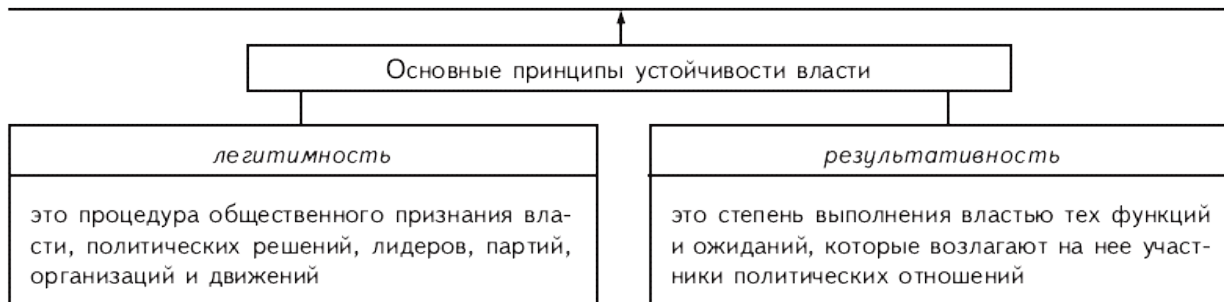 Основные принципы устойчивости власти
легитмность
результативность
это процедура общественного признания вла-
сти, политических решений, лидеров, партий,
организаций и движений
это степень выполнения властью тех функций
и ожиданий, которые возлагают на нее участ-
ники политических отношений